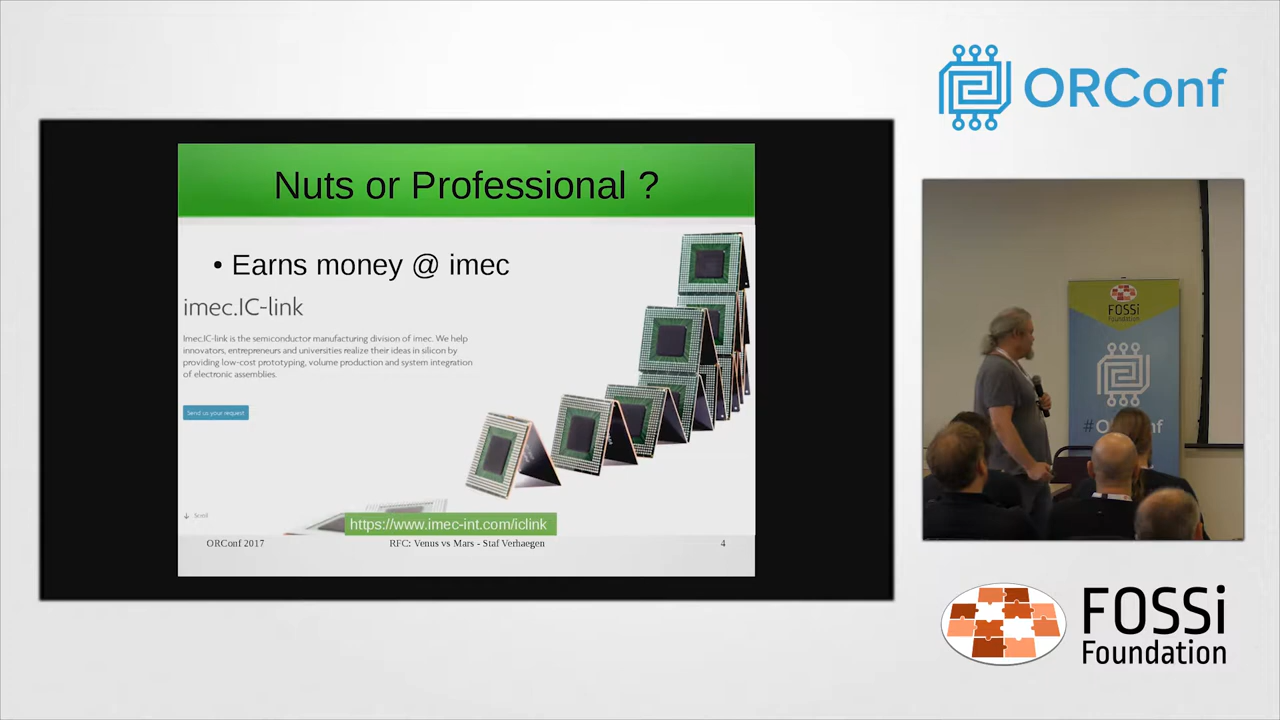 Nuts or Professional ?
• Earns money @ imec
imec.IC-link
Imec.IC-link is the semiconductor manufacturing division of imec. We help
innovators, entrepreneurs and universities realize their ideas in silicon by
providing low-cost prototyping, volume production and system integration
of electronic assemblies.
Send us your request
Scroll
https://www.imec-int.com/iclink
ORConf 2017
RFC: Venus vs Mars - Staf Verhaegen
4
ORConf
FOSSi
FOUNDATION
FOSSi
Foundation